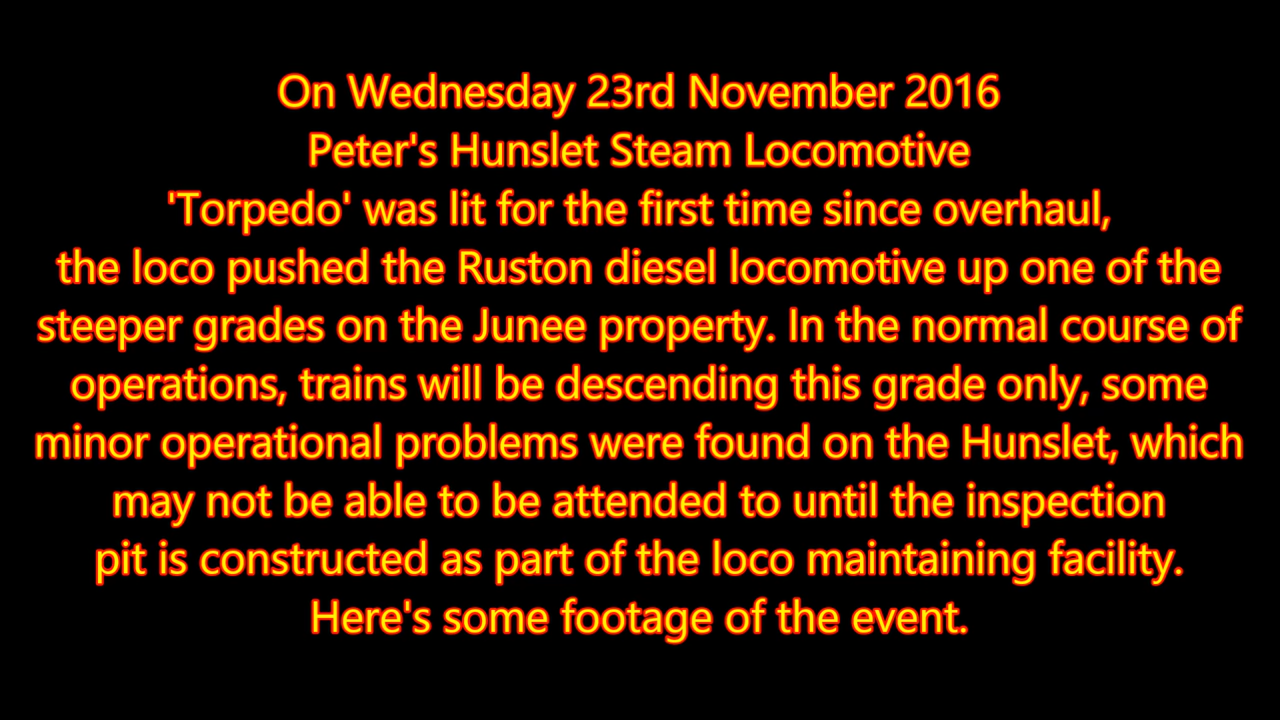 On Wednesday 23rd November 2016
Peter's Hunslet Steam Locomotive
'Torpedo' was lit for the first time since overhaul,
the loco pushed the Ruston diesel locomotive up one of the
steeper grades on the Junee property. In the normal course of
operations, trains will be descending this grade only, some
minor operational problems were found on the Hunslet, which
may not be able to be attended to until the inspection
pit is constructed as part of the loco maintaining facility.
Here's some footage of the event.